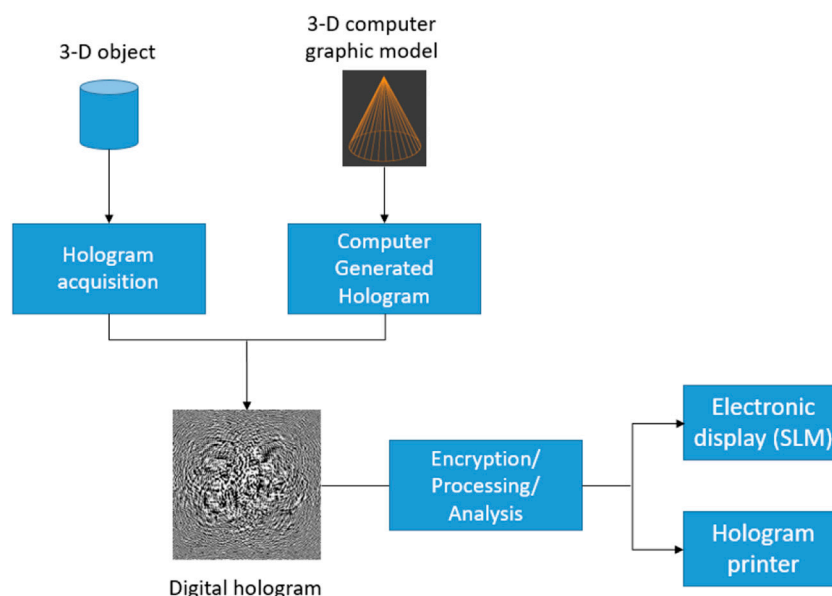 3-D object
3-D computer
graphic model
Hologram
acquisition
Computer
Generated
Hologram
Digital hologram
Encryption/
Processing/
Analysis
Electronic
display (SLM)
Hologram
printer